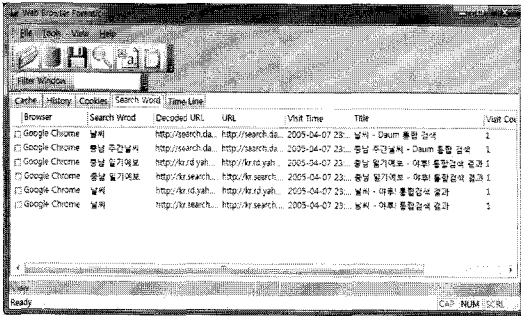 Web Browser Forensic
File Tools View Help
Filter Window
Cache History Cookies Search Word Time Line
Browser Search Wrod Decoded URL URL Visit Time Title Visit Cou
Google Chrome 날씨 http://search.da... http://search.da... 2005-04-07 23:... 날씨 - Daum 통합 검색 1
Google Chrome 충남 주간날씨 http://search.da... http://search.da... 2005-04-07 23:... 충남 주간날씨 - Daum 통합 검색 1
Google Chrome 충남 일기예보 http://kr.rd.yah... http://kr.rd.yah... 2005-04-07 23:... 충남 일기예보 - 야후! 통합검색 결과 1
Google Chrome 충남 일기예보 http://kr.search.... http://kr.search.... 2005-04-07 23:... 충남 일기예보 - 야후! 통합검색 결과 1
Google Chrome 날씨 http://kr.rd.yah... http://kr.rd.yah... 2005-04-07 23:... 날씨 - 야후! 통합검색 결과 1
Google Chrome 날씨 http://kr.search.... http://kr.search.... 2005-04-07 23:... 날씨 - 야후! 통합검색 결과 1
Ready CAP NUM SCRL